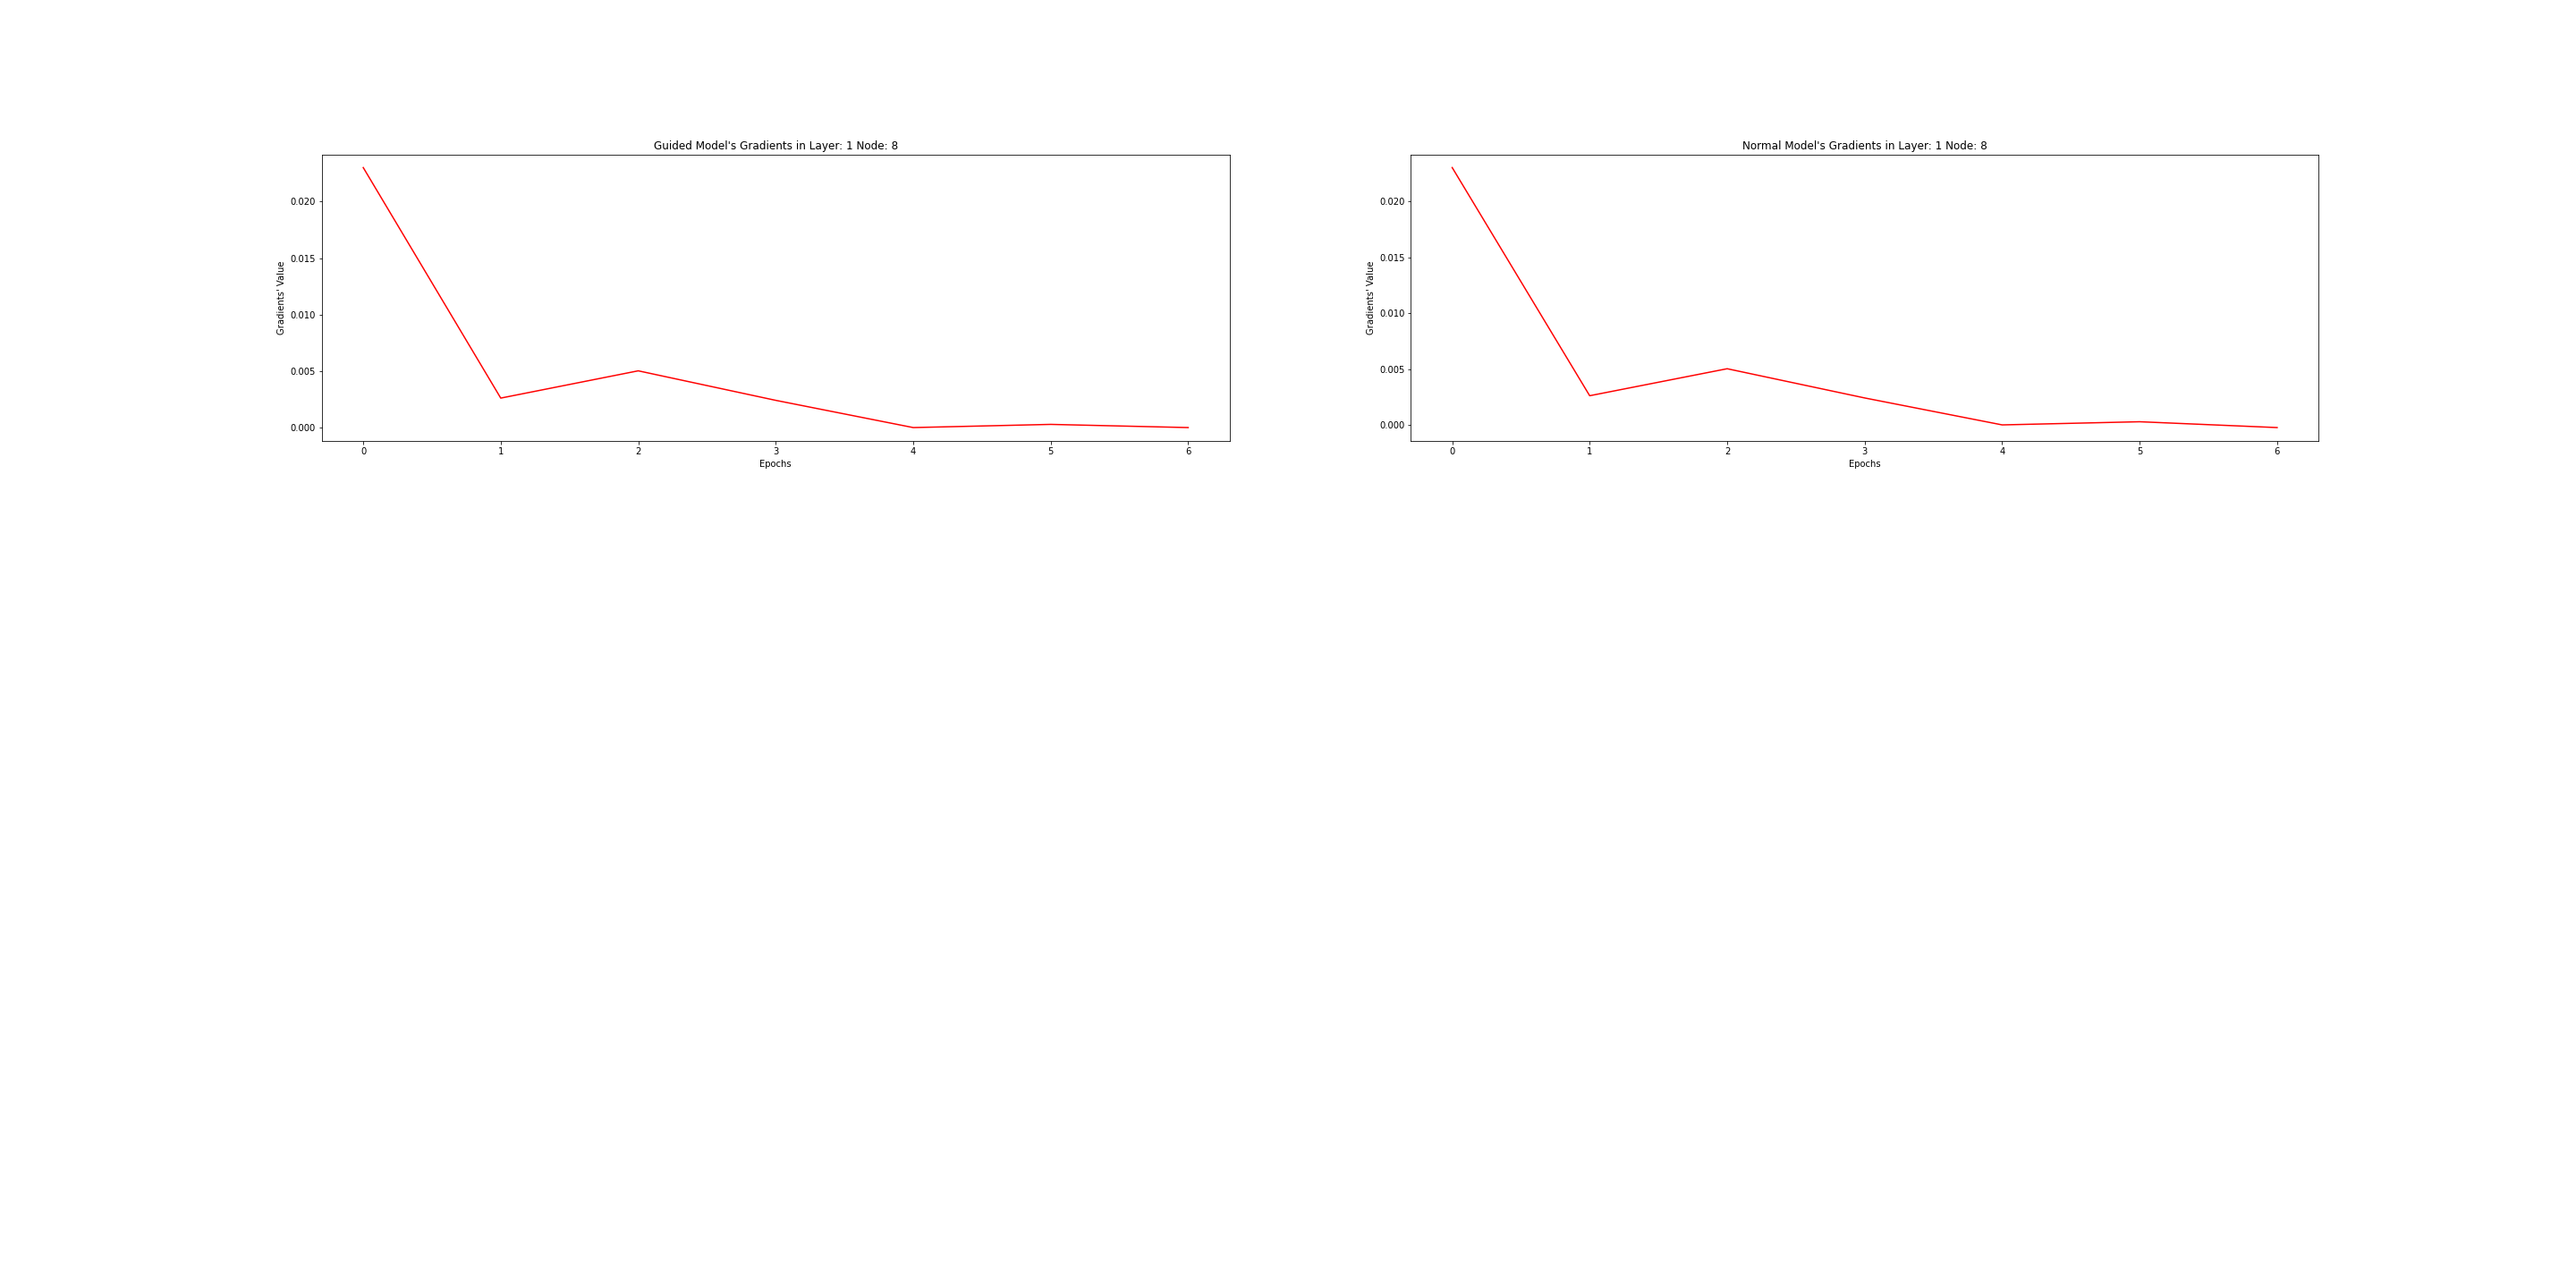 Guided Model's Gradients in Layer: 1 Node: 8
Gradients' Value
0.020
0.015
0.010
0.005
0.000
0 1 2 3 4 5 6
Epochs
Normal Model's Gradients in Layer: 1 Node: 8
Gradients' Value
0.020
0.015
0.010
0.005
0.000
0 1 2 3 4 5 6
Epochs